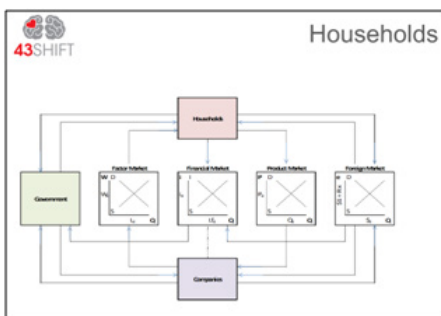 43SHIFT
Households
Households
Factor Market
Financial Market
Product Market
Foreign Market
W D
I I
P D
e D
Government
S
S
S
S
Q
Q
Q
Q
Companies